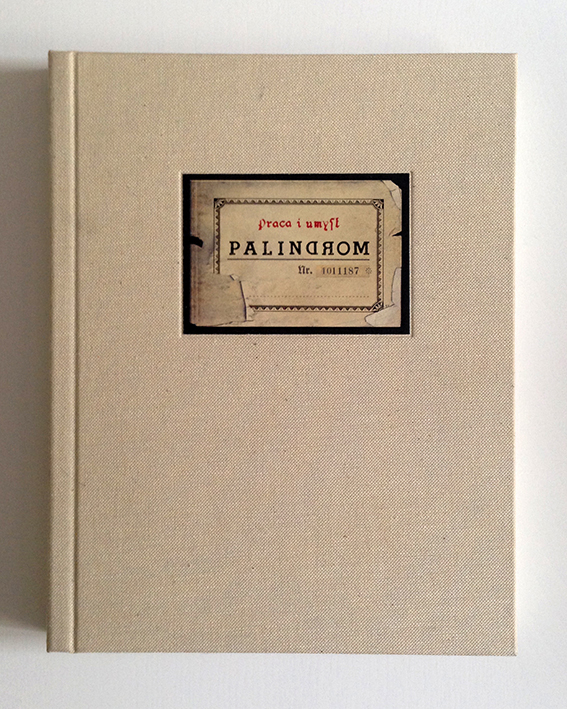 Praca i umysł
PALINDROM
Nr. 1011187